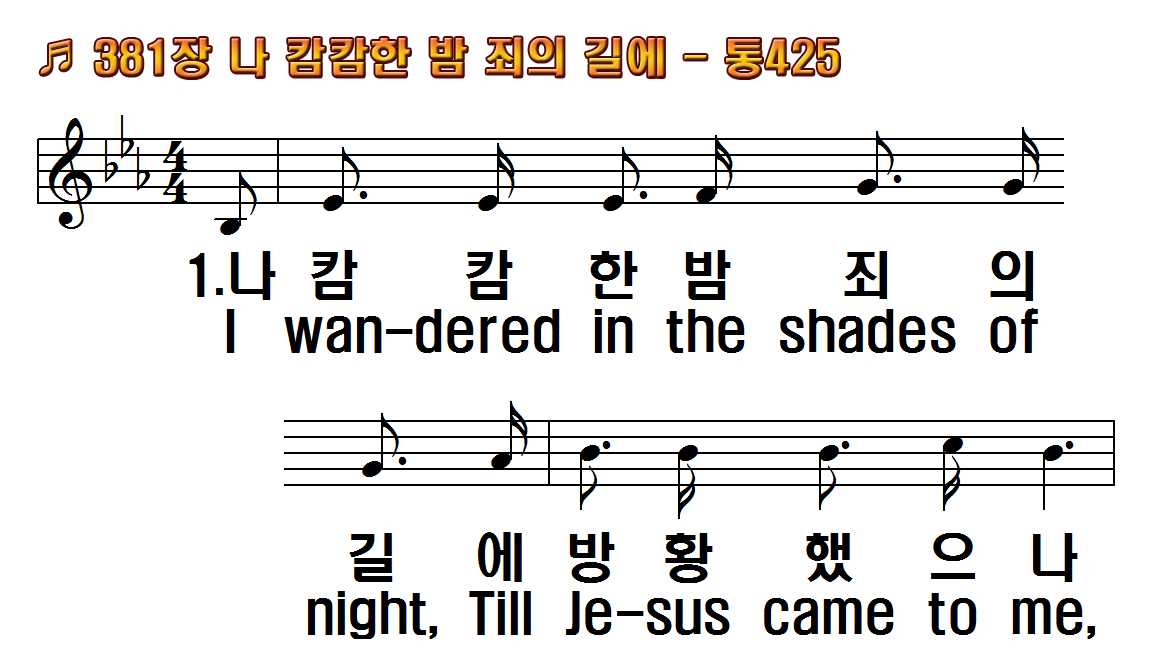 ♬ 381장 나 캄캄한 밤 죄의 길에 - 통425
4
4
1.나 캄 캄 한 밤 죄 의
I wan-dered in the shades of
길 에 방 황 했 으 나
night, Till Je-sus came to me,